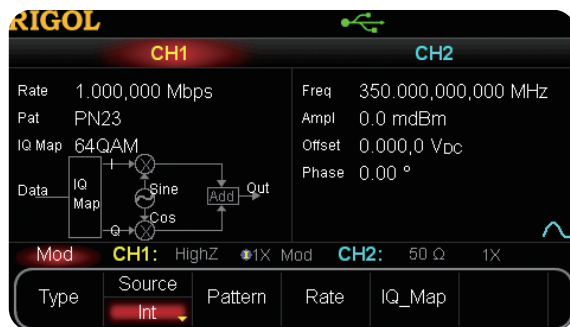 RIGOL
CH1
CH2
Rate 1.000,000 Mbps
Pat PN23
IQ Map 64QAM
Data
IQ Map
I
Q
Sine
Cos
Add
Out
Freq 350.000,000,000 MHz
Ampl 0.0 mdBm
Offset 0.000,0 VDC
Phase 0.00 °
Mod CH1: HighZ 1X Mod CH2: 50 Ω 1X
Type
Source
Int
Pattern
Rate
IQ_Map